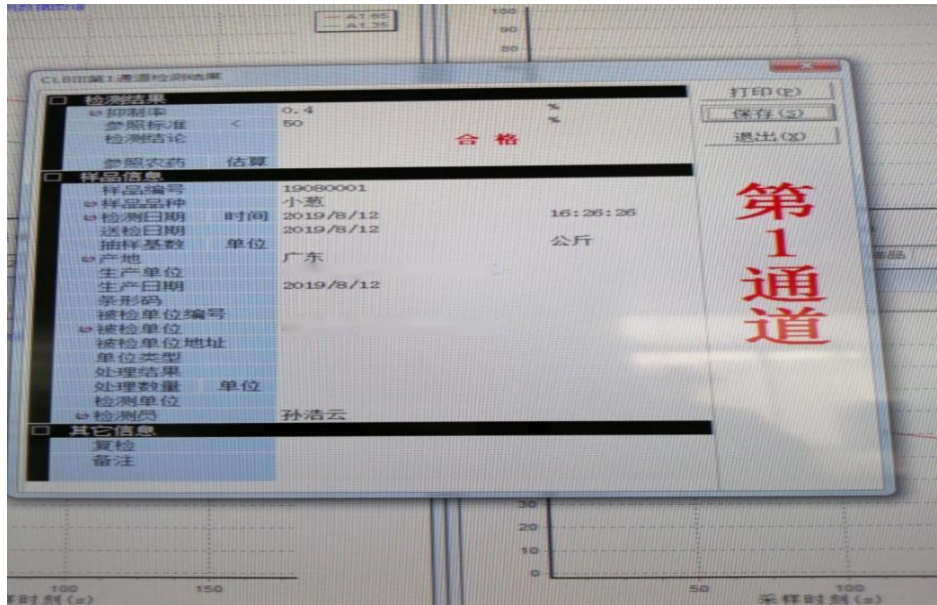 A1.65
A1.35
100
90
80
CLBIII第1通道检测结果
检测结果
抑制率 0.4 %
参照标准 < 50 %
检测结论 合格
参照农药 估算
样品信息
样品编号 19080001
样品品种 小葱
检测日期 时间 2019/8/12 16:26:26
送检日期 2019/8/12
抽样基数 单位 公斤
产地 广东
生产单位
生产日期 2019/8/12
条形码
被检单位编号
被检单位
被检单位地址
单位类型
处理结果
处理数量 单位
检测单位
检测员 孙浩云
其它信息
复检
备注
打印(P)
保存(S)
退出(X)
第1通道
30
20
10
0
100 150
50 100
采样时刻(s)